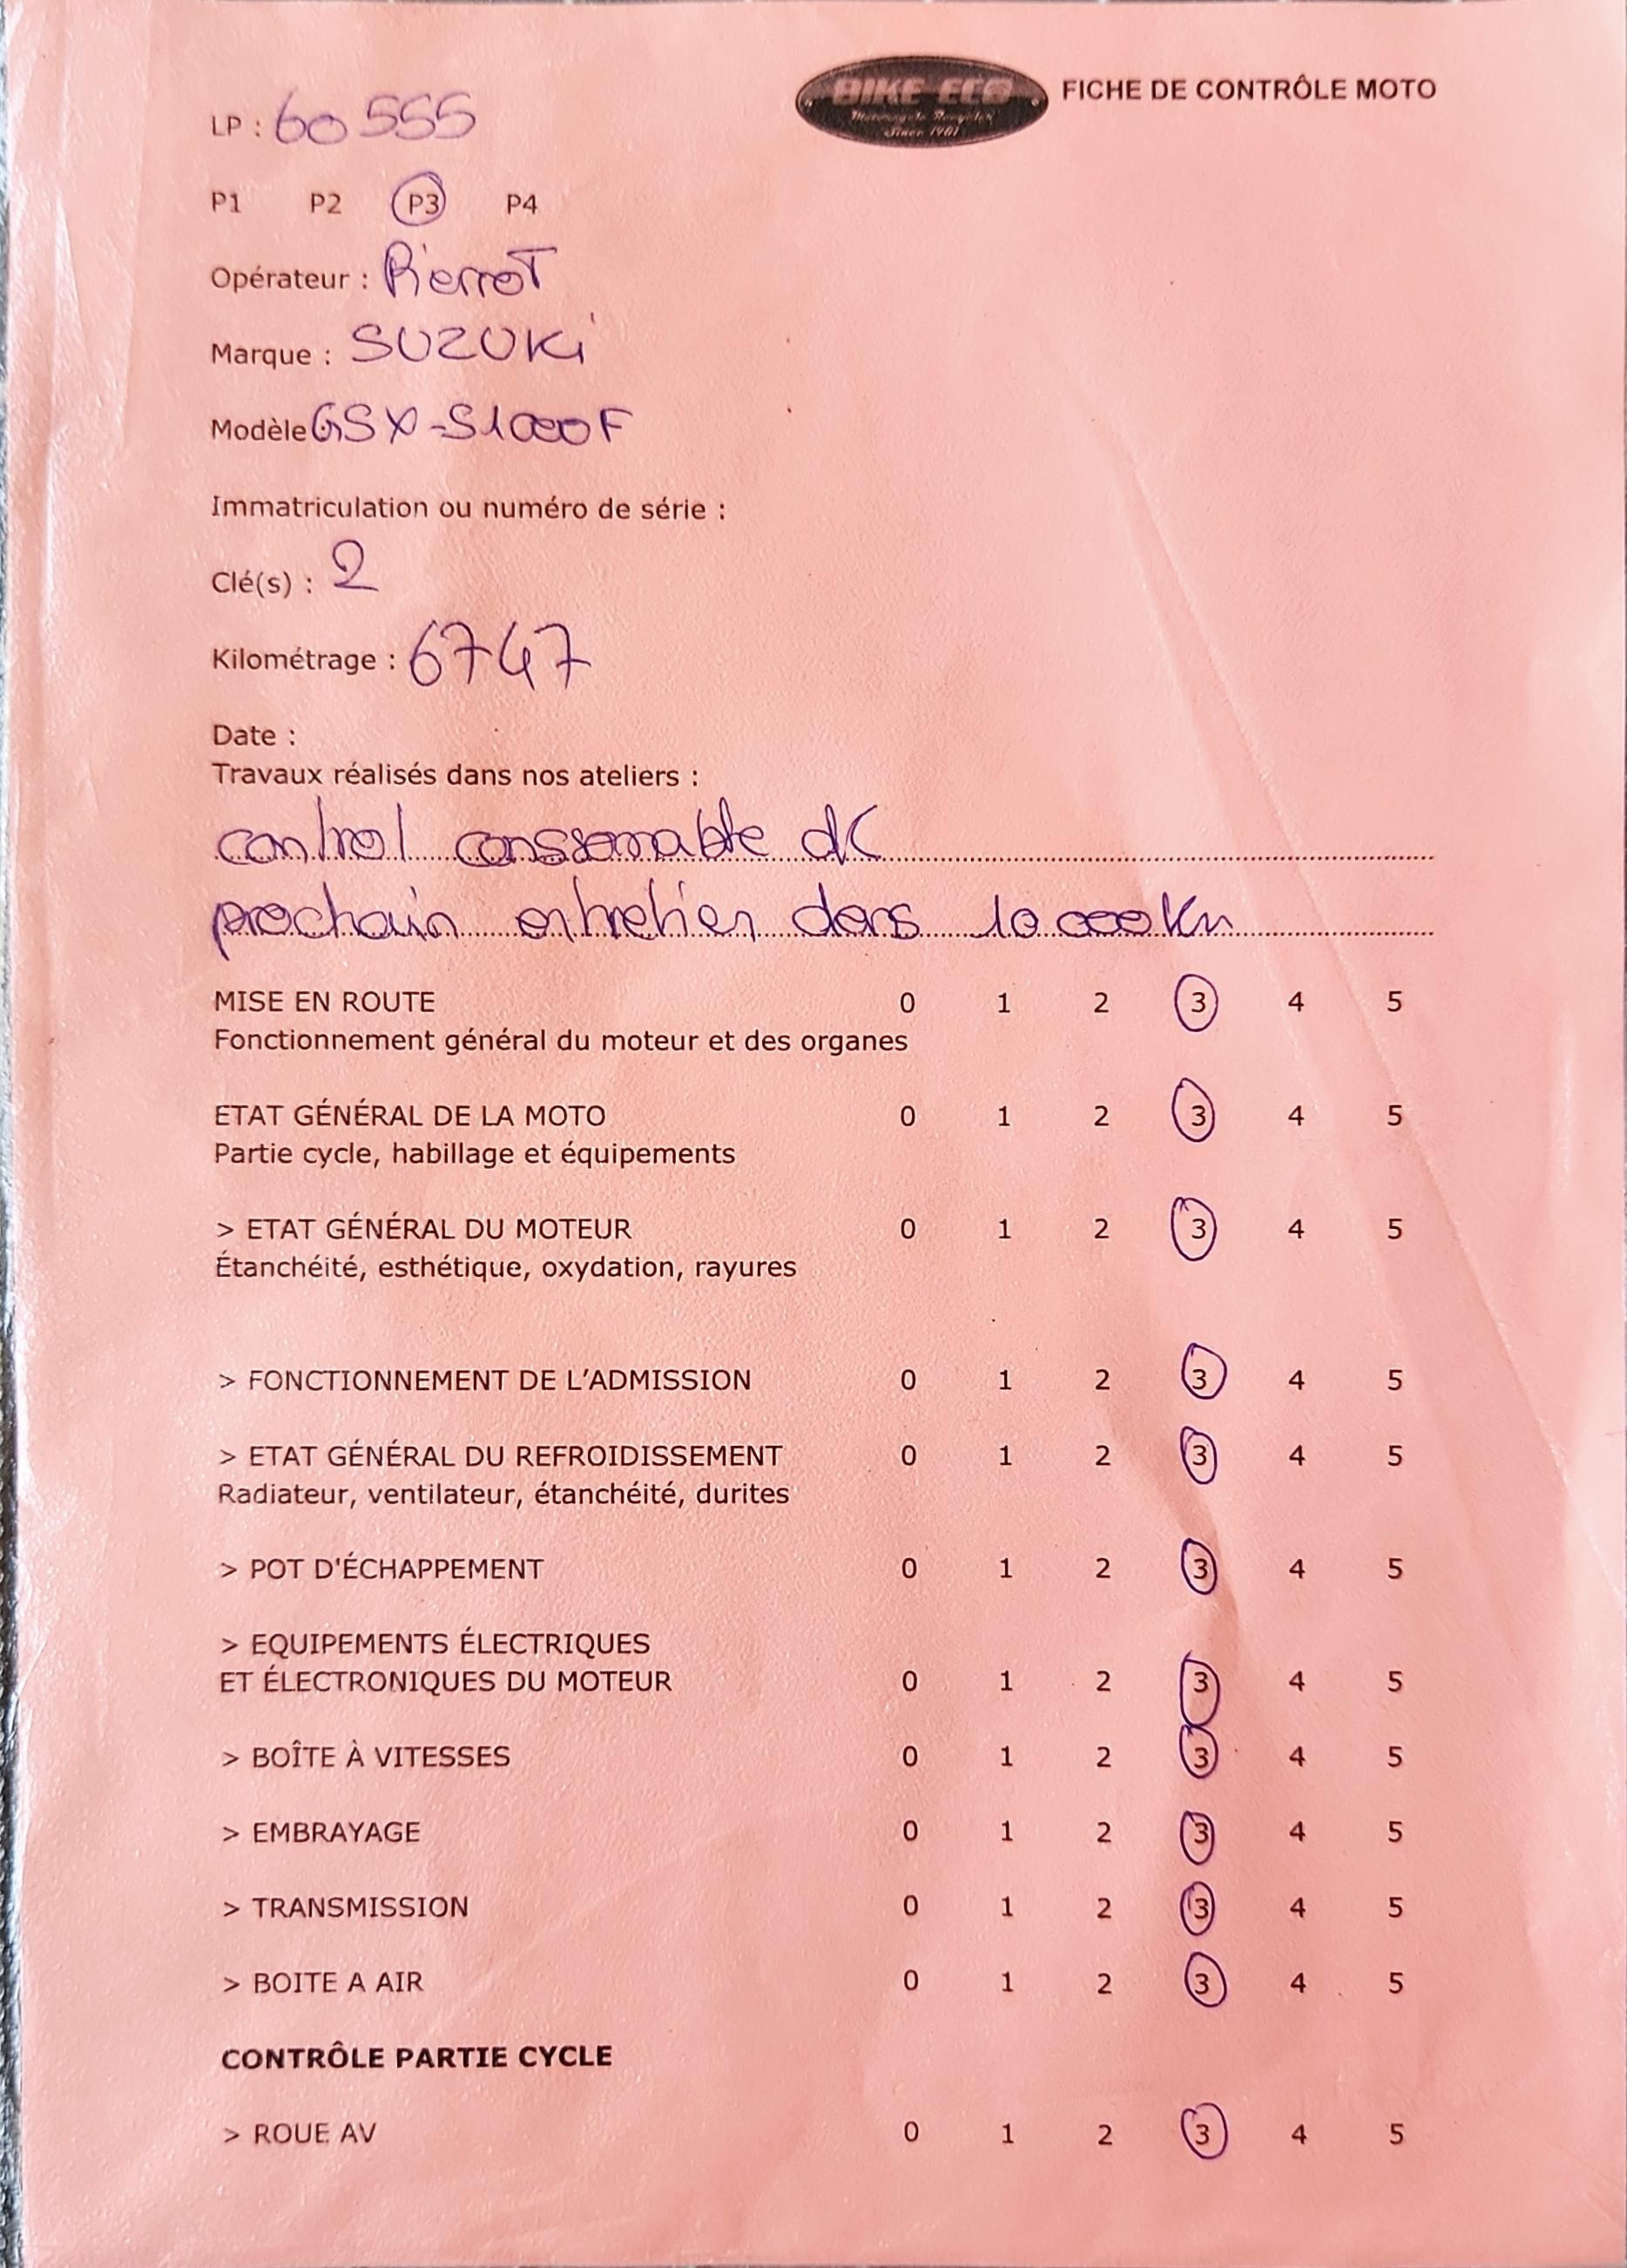 BIKE ECO
Motorcycle Recycler
Since 1981
FICHE DE CONTRÔLE MOTO
LP : 60555
P1 P2 P3 P4
Opérateur : Pierrot
Marque : SUZUKi
Modèle GSX-S1000F
Immatriculation ou numéro de série :
Clé(s) : 2
Kilométrage : 6747
Date :
Travaux réalisés dans nos ateliers :
control consommable
prochain entretien dans 10 000 Km
MISE EN ROUTE 0 1 2 3 4 5
Fonctionnement général du moteur et des organes
ETAT GÉNÉRAL DE LA MOTO 0 1 2 3 4 5
Partie cycle, habillage et équipements
> ETAT GÉNÉRAL DU MOTEUR 0 1 2 3 4 5
Étanchéité, esthétique, oxydation, rayures
> FONCTIONNEMENT DE L'ADMISSION 0 1 2 3 4 5
> ETAT GÉNÉRAL DU REFROIDISSEMENT 0 1 2 3 4 5
Radiateur, ventilateur, étanchéité, durites
> POT D'ÉCHAPPEMENT 0 1 2 3 4 5
> EQUIPEMENTS ÉLECTRIQUES
ET ÉLECTRONIQUES DU MOTEUR 0 1 2 3 4 5
> BOÎTE À VITESSES 0 1 2 3 4 5
> EMBRAYAGE 0 1 2 3 4 5
> TRANSMISSION 0 1 2 3 4 5
> BOITE A AIR 0 1 2 3 4 5
CONTRÔLE PARTIE CYCLE
> ROUE AV 0 1 2 3 4 5